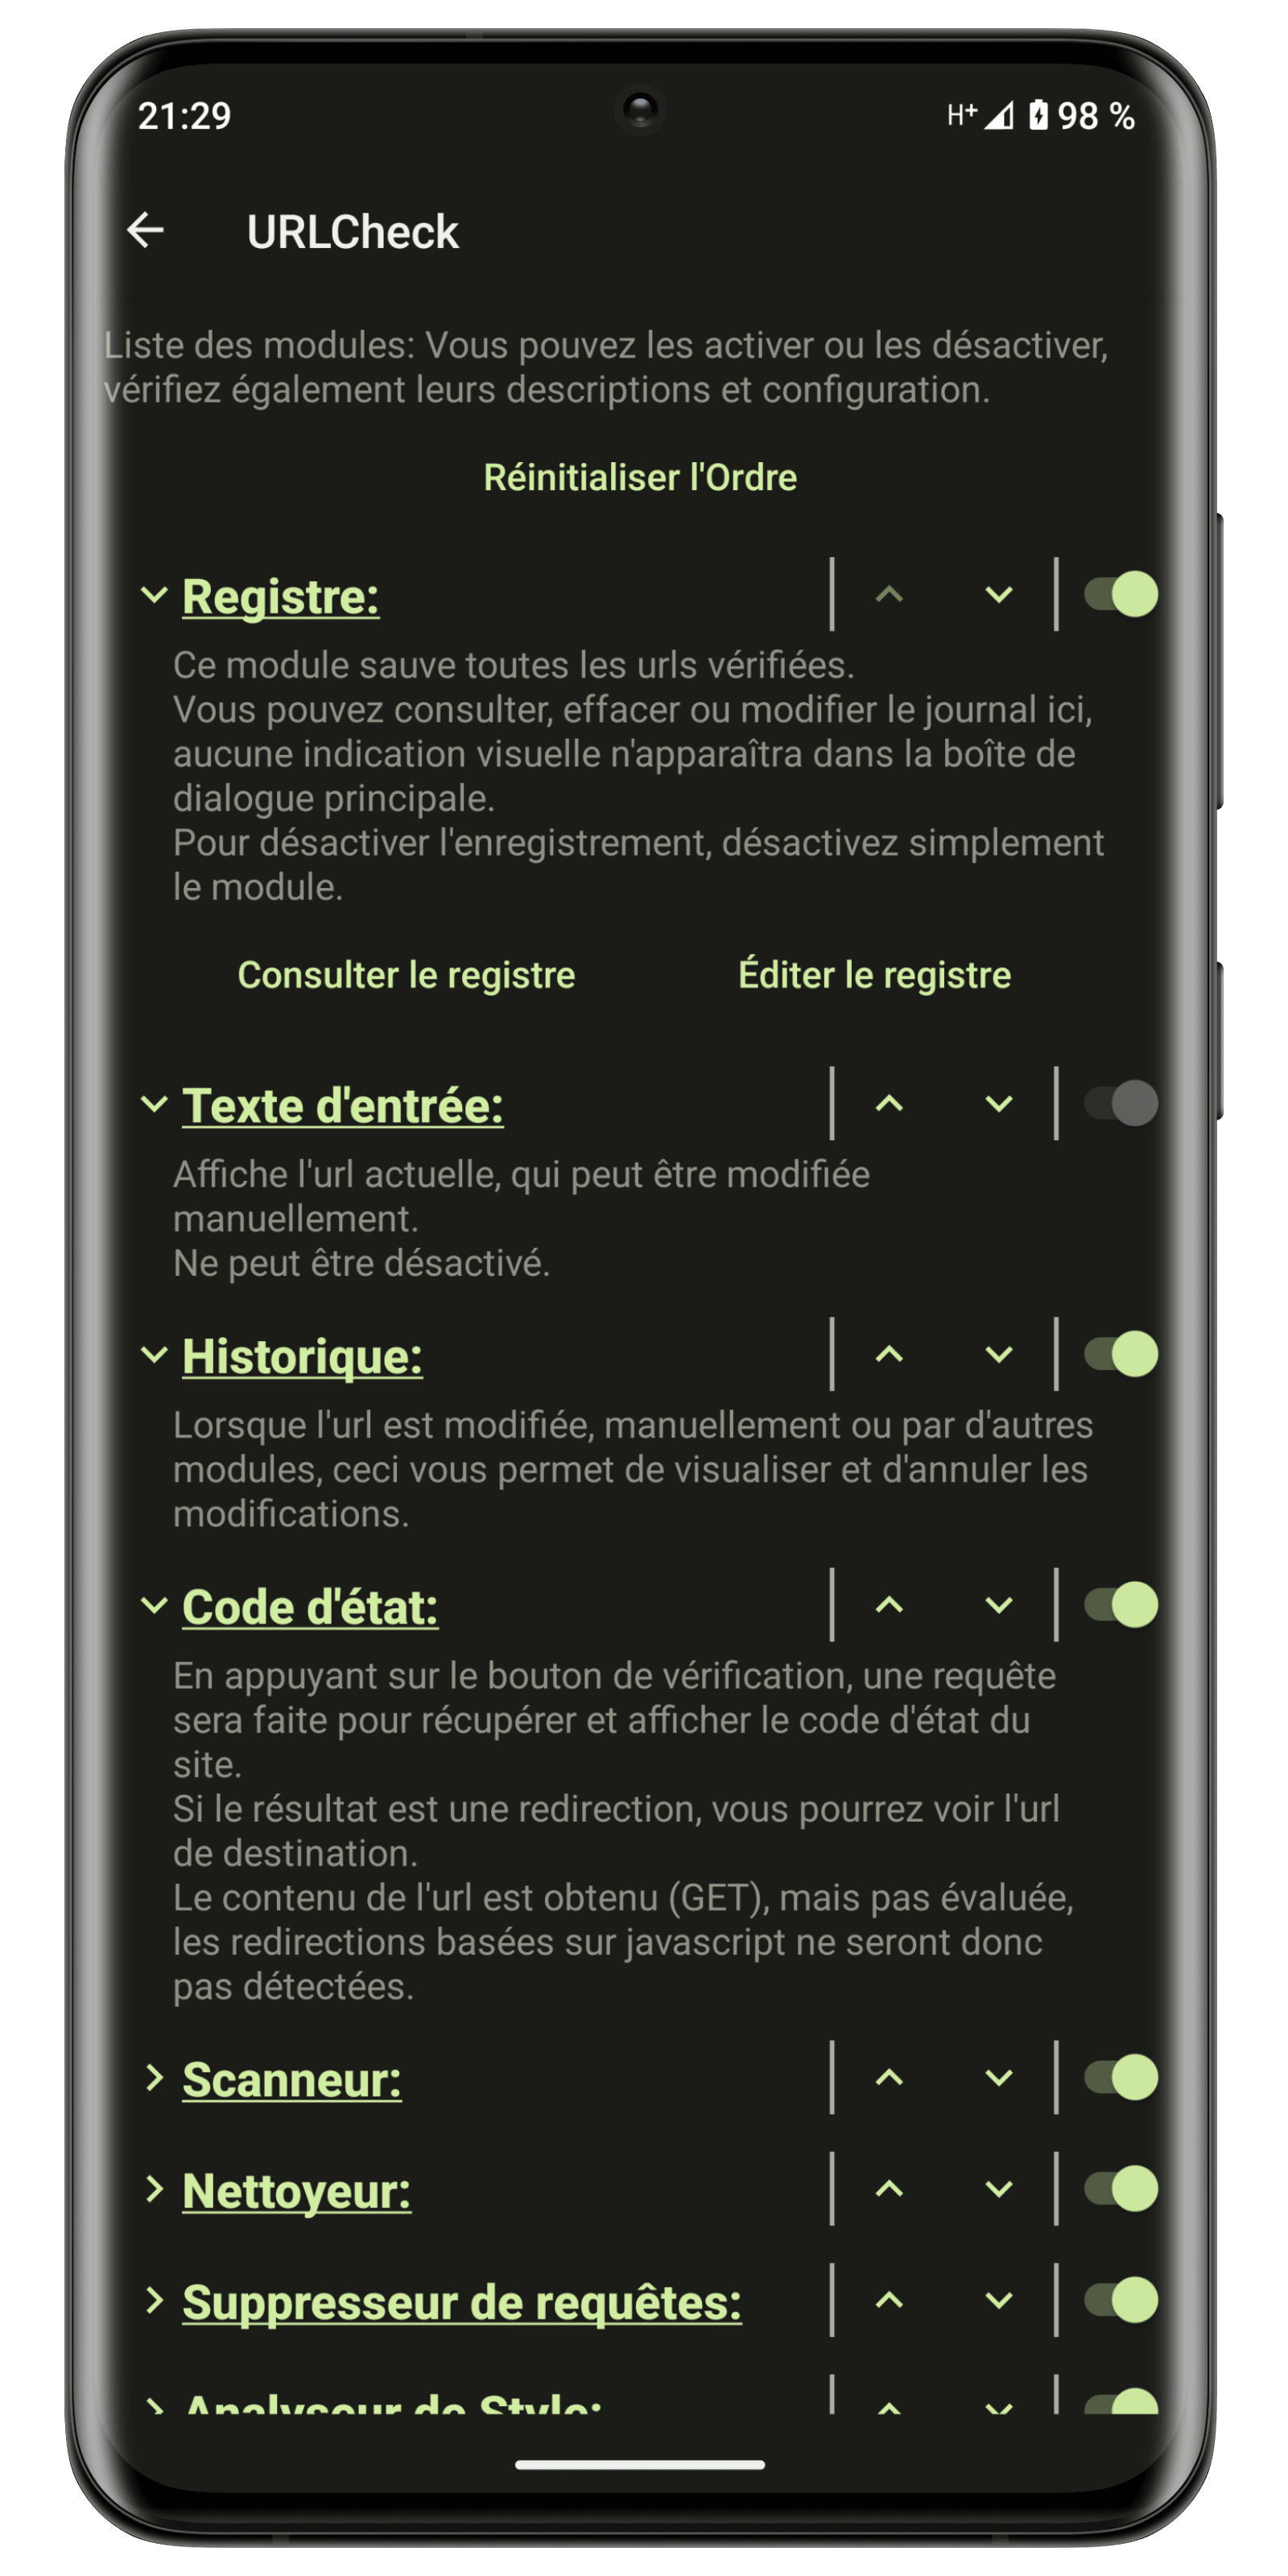 21:29
H+ 98 %
URLCheck
Liste des modules: Vous pouvez les activer ou les désactiver,
vérifiez également leurs descriptions et configuration.
Réinitialiser l'Ordre
Registre:
Ce module sauve toutes les urls vérifiées.
Vous pouvez consulter, effacer ou modifier le journal ici,
aucune indication visuelle n'apparaîtra dans la boîte de
dialogue principale.
Pour désactiver l'enregistrement, désactivez simplement
le module.
Consulter le registre
Éditer le registre
Texte d'entrée:
Affiche l'url actuelle, qui peut être modifiée
manuellement.
Ne peut être désactivé.
Historique:
Lorsque l'url est modifiée, manuellement ou par d'autres
modules, ceci vous permet de visualiser et d'annuler les
modifications.
Code d'état:
En appuyant sur le bouton de vérification, une requête
sera faite pour récupérer et afficher le code d'état du
site.
Si le résultat est une redirection, vous pourrez voir l'url
de destination.
Le contenu de l'url est obtenu (GET), mais pas évaluée,
les redirections basées sur javascript ne seront donc
pas détectées.
Scanneur:
Nettoyeur:
Suppresseur de requêtes:
Analyseur de Style: